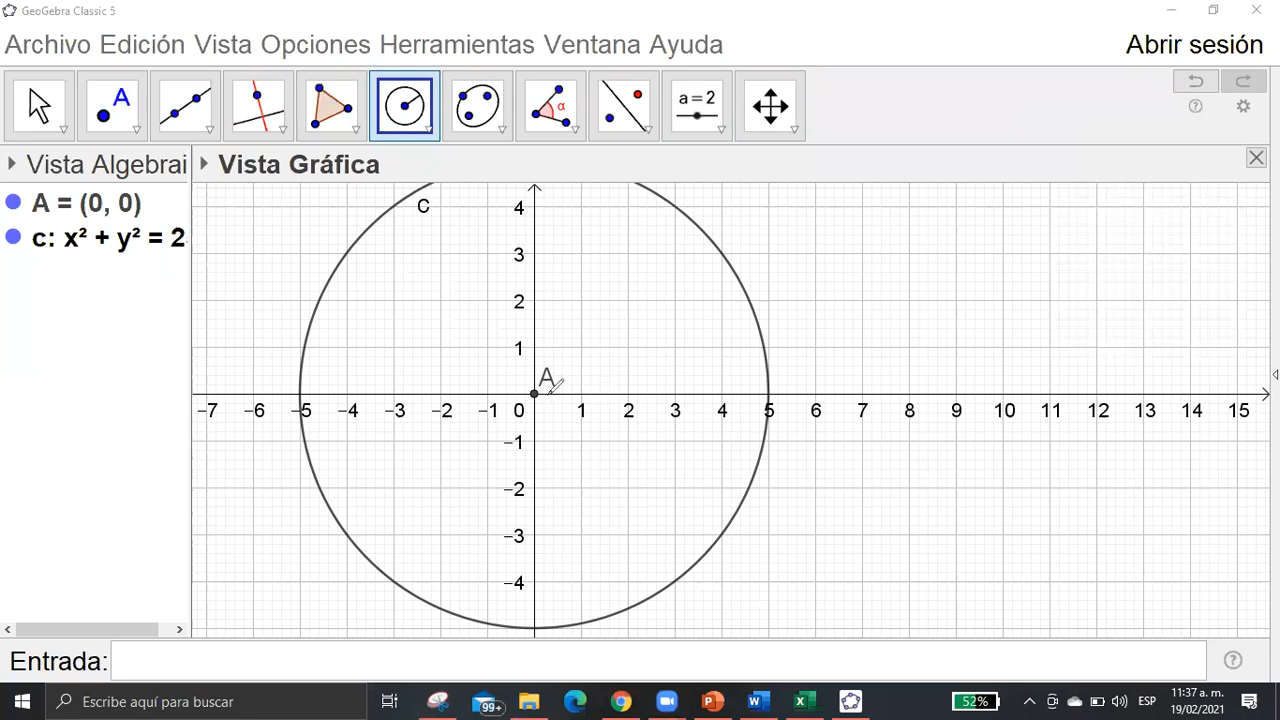 GeoGebra Classic 5
Archivo Edición Vista Opciones Herramientas Ventana Ayuda
Abrir sesión
A
α
a = 2
Vista Algebrai
Vista Gráfica
A = (0, 0)
c: x² + y² = 2
c
4
3
2
1
A
−7 −6 −5 −4 −3 −2 −1 0 1 2 3 4 5 6 7 8 9 10 11 12 13 14 15
−1
−2
−3
−4
Entrada:
Escribe aquí para buscar
99+
52%
ESP
11:37 a. m.
19/02/2021